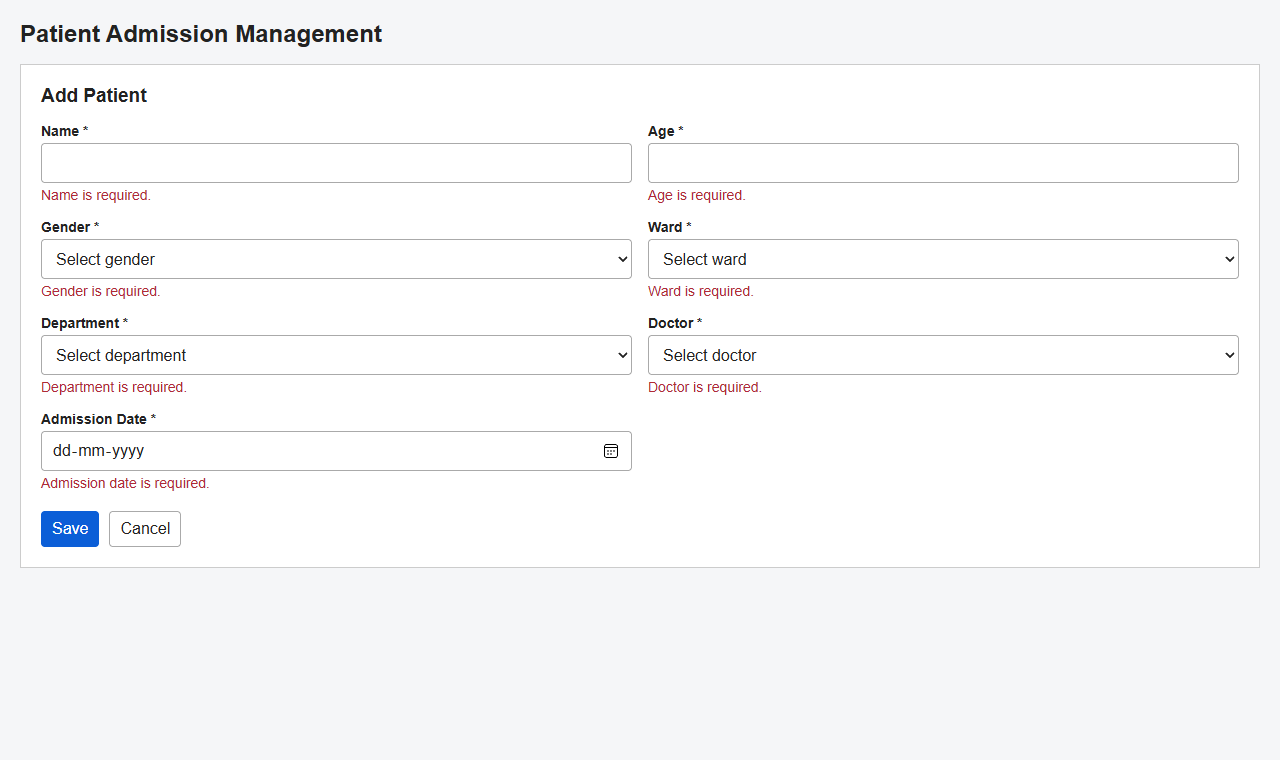 Patient Admission Management
Add Patient
Name *
Age *
Name is required.
Age is required.
Gender *
Ward *
Select gender
Select ward
Gender is required.
Ward is required.
Department *
Doctor *
Select department
Select doctor
Department is required.
Doctor is required.
Admission Date *
dd-mm-yyyy
Admission date is required.
Save
Cancel